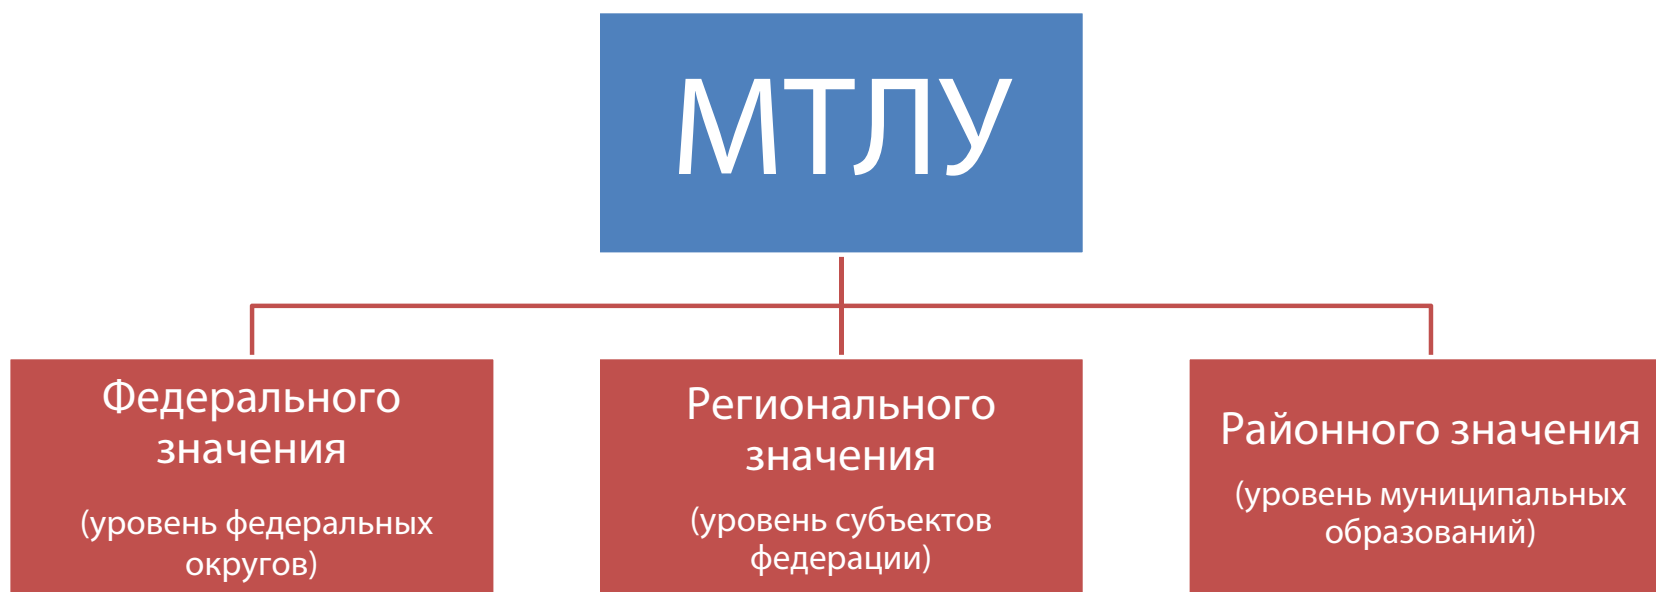 МТЛУ
Федерального
значения
(уровень федеральных
округов)
Регионального
значения
(уровень субъектов
федерации)
Районного значения
(уровень муниципальных
образований)